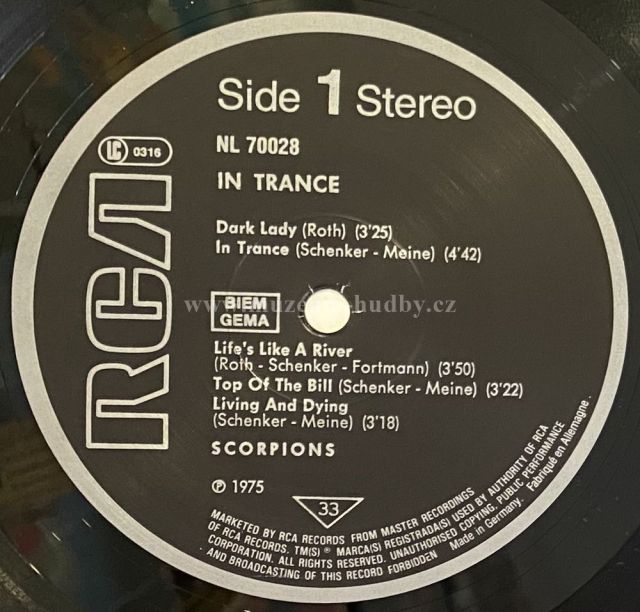 Side 1 Stereo
NL 70028
LC 0316
IN TRANCE
RCA
Dark Lady (Roth) (3'25)
In Trance (Schenker - Meine) (4'42)
www.muzeum-hudby.cz
BIEM
GEMA
Life's Like A River
(Roth - Schenker - Fortmann) (3'50)
Top Of The Bill (Schenker - Meine) (3'22)
Living And Dying
(Schenker - Meine) (3'18)
SCORPIONS
℗ 1975
33
MARKETED BY RCA RECORDS FROM MASTER RECORDINGS
OF RCA RECORDS. TM(S) ® MARCA(S) REGISTRADA(S) USED BY AUTHORITY OF RCA
CORPORATION. ALL RIGHTS RESERVED. UNAUTHORISED COPYING, PUBLIC PERFORMANCE
AND BROADCASTING OF THIS RECORD FORBIDDEN Made in Germany. Fabriqué en Allemagne.